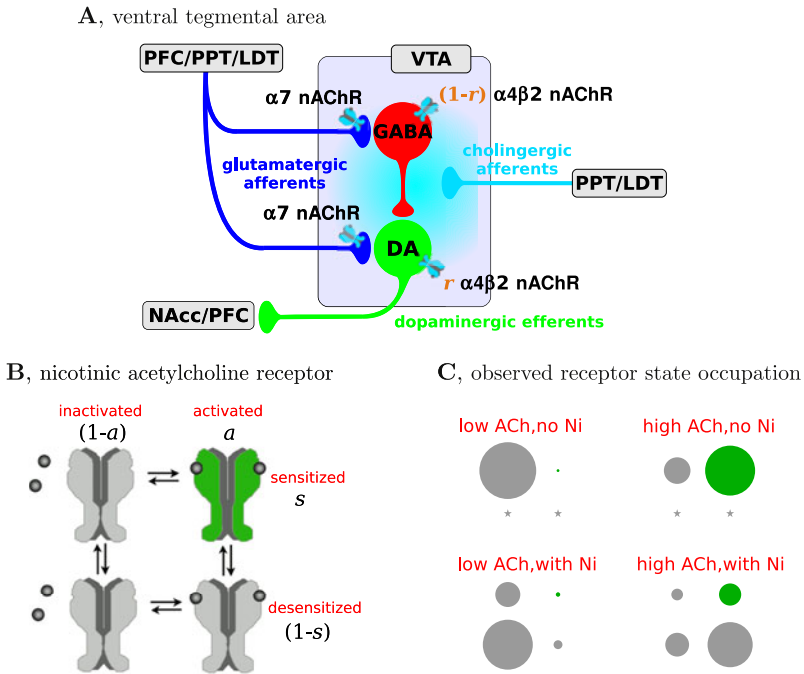 A, ventral tegmental area
PFC/PPT/LDT
VTA
α7 nAChR
(1-r) α4β2 nAChR
GABA
glutamatergic
afferents
cholingergic
afferents
PPT/LDT
α7 nAChR
DA
r α4β2 nAChR
NAcc/PFC
dopaminergic efferents
B, nicotinic acetylcholine receptor
inactivated
(1-a)
activated
a
sensitized
s
desensitized
(1-s)
C, observed receptor state occupation
low ACh,no Ni
high ACh,no Ni
low ACh,with Ni
high ACh,with Ni